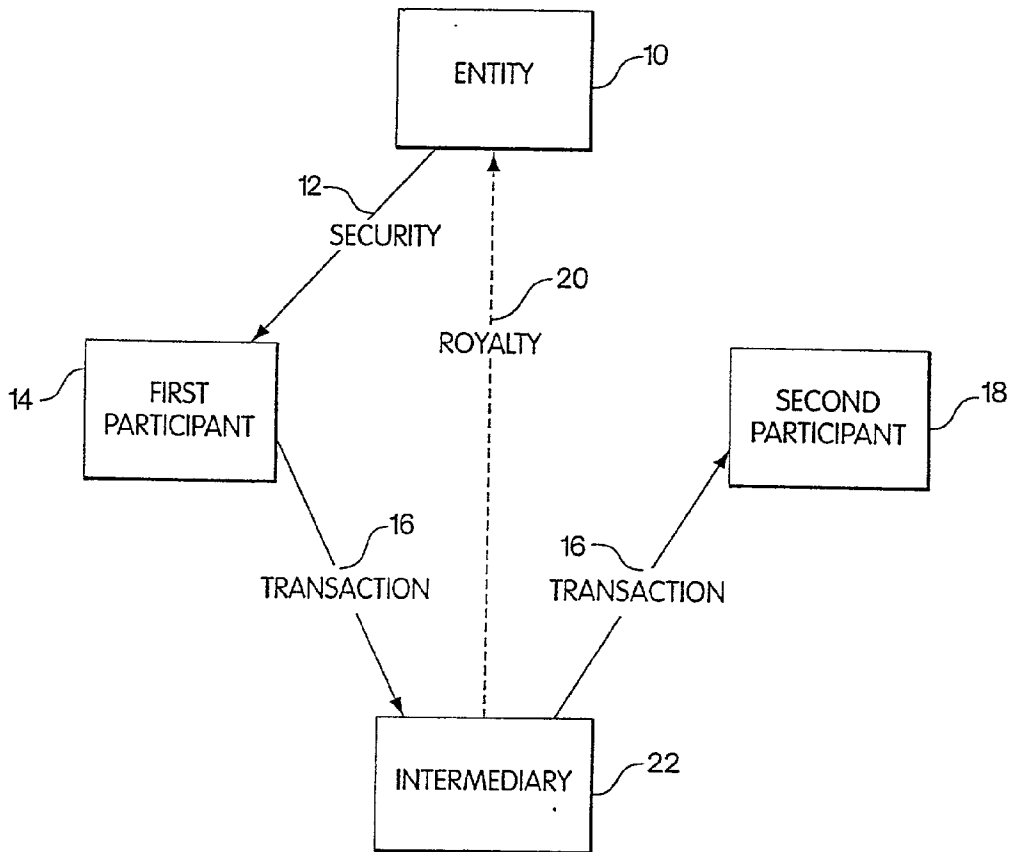 ENTITY
10
12
SECURITY
20
ROYALTY
14
FIRST
PARTICIPANT
SECOND
PARTICIPANT
18
16
TRANSACTION
16
TRANSACTION
INTERMEDIARY
22